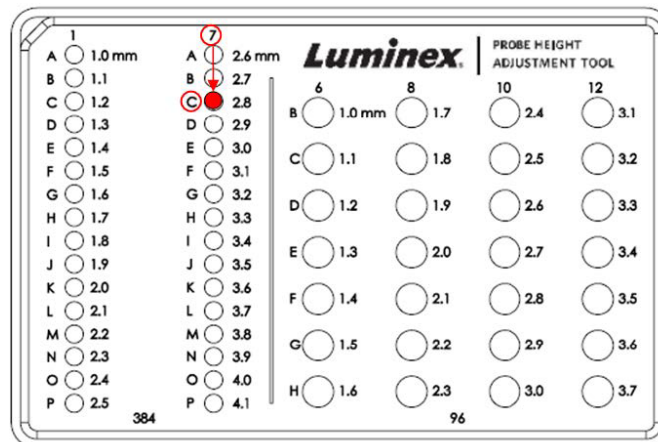 Luminex. PROBE HEIGHT
ADJUSTMENT TOOL
1 7
A 1.0 mm A 2.6 mm
B 1.1 B 2.7
C 1.2 C 2.8
D 1.3 D 2.9
E 1.4 E 3.0
F 1.5 F 3.1
G 1.6 G 3.2
H 1.7 H 3.3
I 1.8 I 3.4
J 1.9 J 3.5
K 2.0 K 3.6
L 2.1 L 3.7
M 2.2 M 3.8
N 2.3 N 3.9
O 2.4 O 4.0
P 2.5 P 4.1
384
6 8 10 12
B 1.0 mm 1.7 2.4 3.1
C 1.1 1.8 2.5 3.2
D 1.2 1.9 2.6 3.3
E 1.3 2.0 2.7 3.4
F 1.4 2.1 2.8 3.5
G 1.5 2.2 2.9 3.6
H 1.6 2.3 3.0 3.7
96